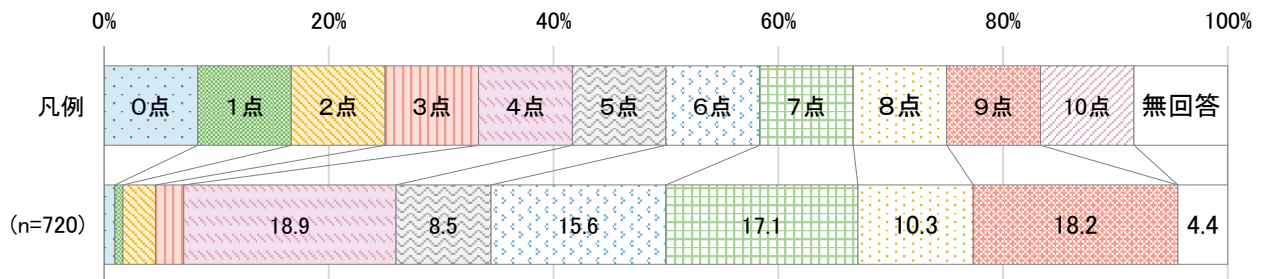 0% 20% 40% 60% 80% 100%
凡例 0点 1点 2点 3点 4点 5点 6点 7点 8点 9点 10点 無回答
(n=720) 18.9 8.5 15.6 17.1 10.3 18.2 4.4